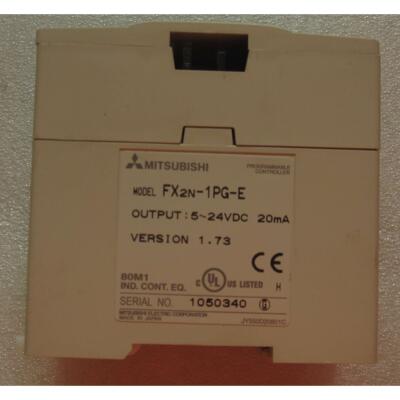 MITSUBISHI
PROGRAMMABLE
CONTROLLER
MODEL FX2N-1PG-E
OUTPUT:5~24VDC 20mA
VERSION 1.73
CE
80M1
IND. CONT. EQ.
C UL US LISTED H
SERIAL NO. 1050340 H
MITSUBISHI ELECTRIC CORPORATION
MADE IN JAPAN